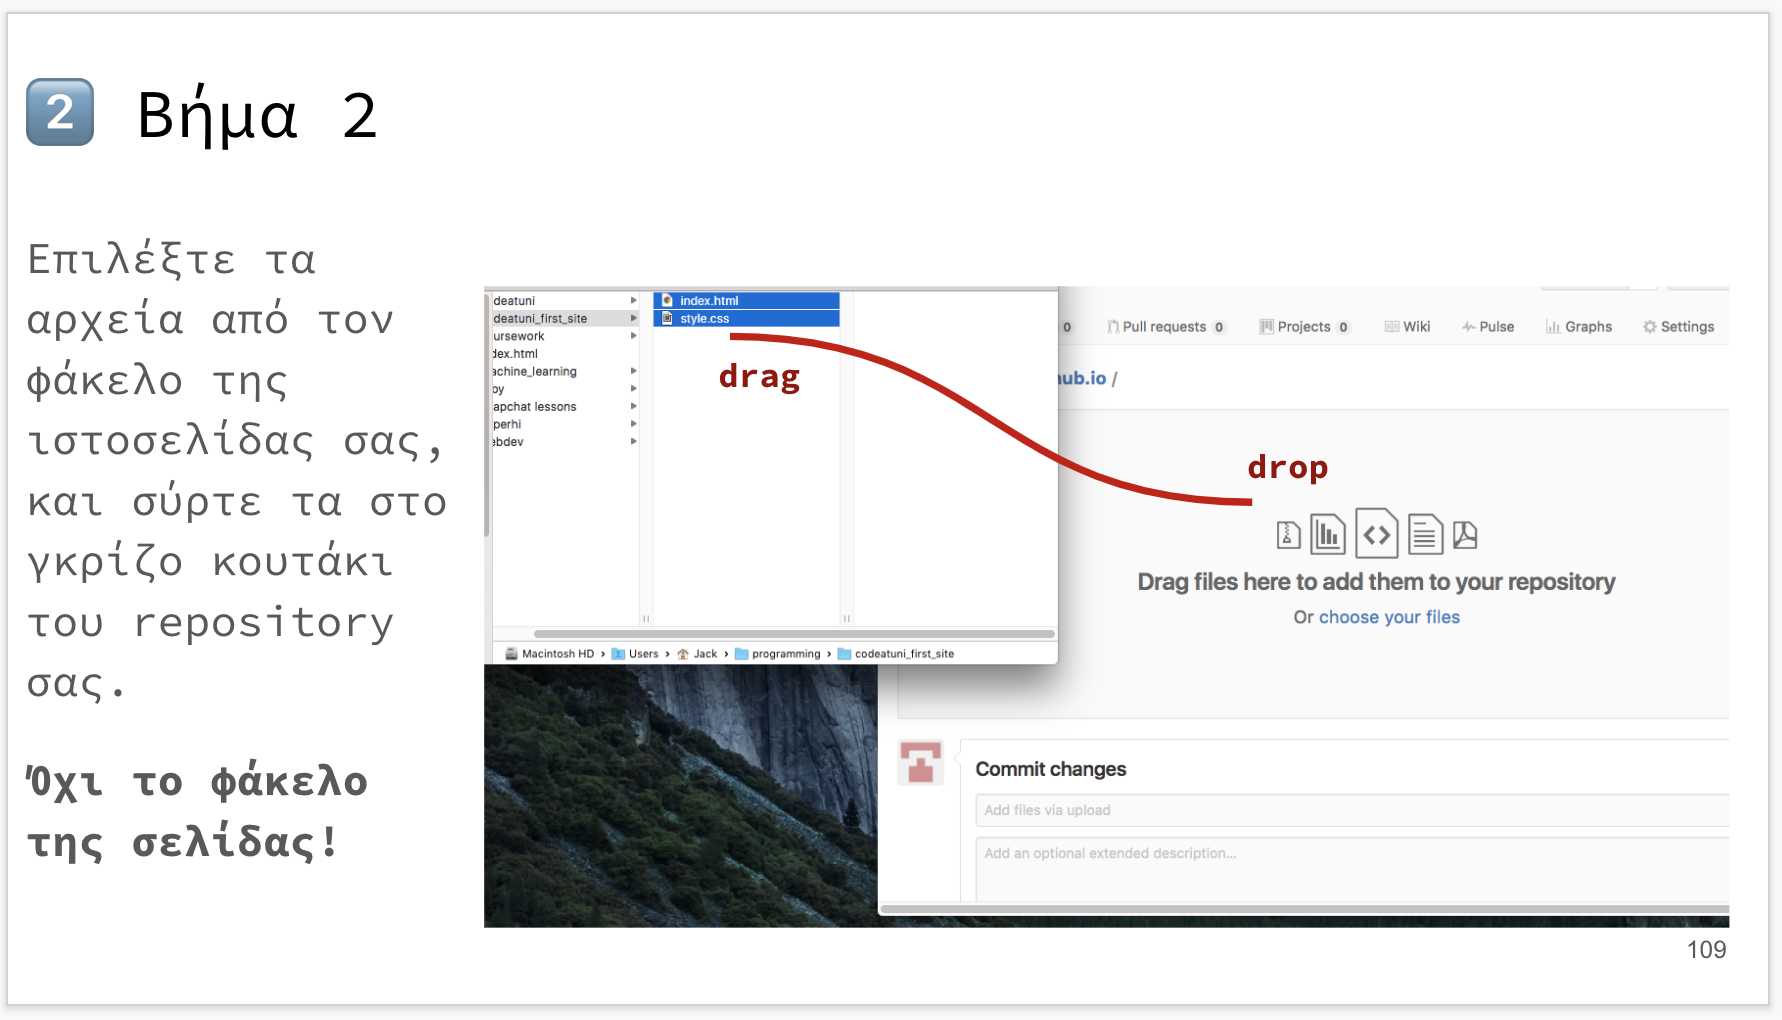 2 Βήμα 2
Επιλέξτε τα
αρχεία από τον
φάκελο της
ιστοσελίδας σας,
και σύρτε τα στο
γκρίζο κουτάκι
του repository
σας.
Όχι το φάκελο
της σελίδας!
deatuni
deatuni_first_site
ursework
dex.html
achine_learning
by
apchat lessons
perhi
ebdev
index.html
style.css
drag
Macintosh HD › Users › Jack › programming › codeatuni_first_site
0 Pull requests 0 Projects 0 Wiki Pulse Graphs Settings
hub.io /
drop
Drag files here to add them to your repository
Or choose your files
Commit changes
Add files via upload
Add an optional extended description...
109